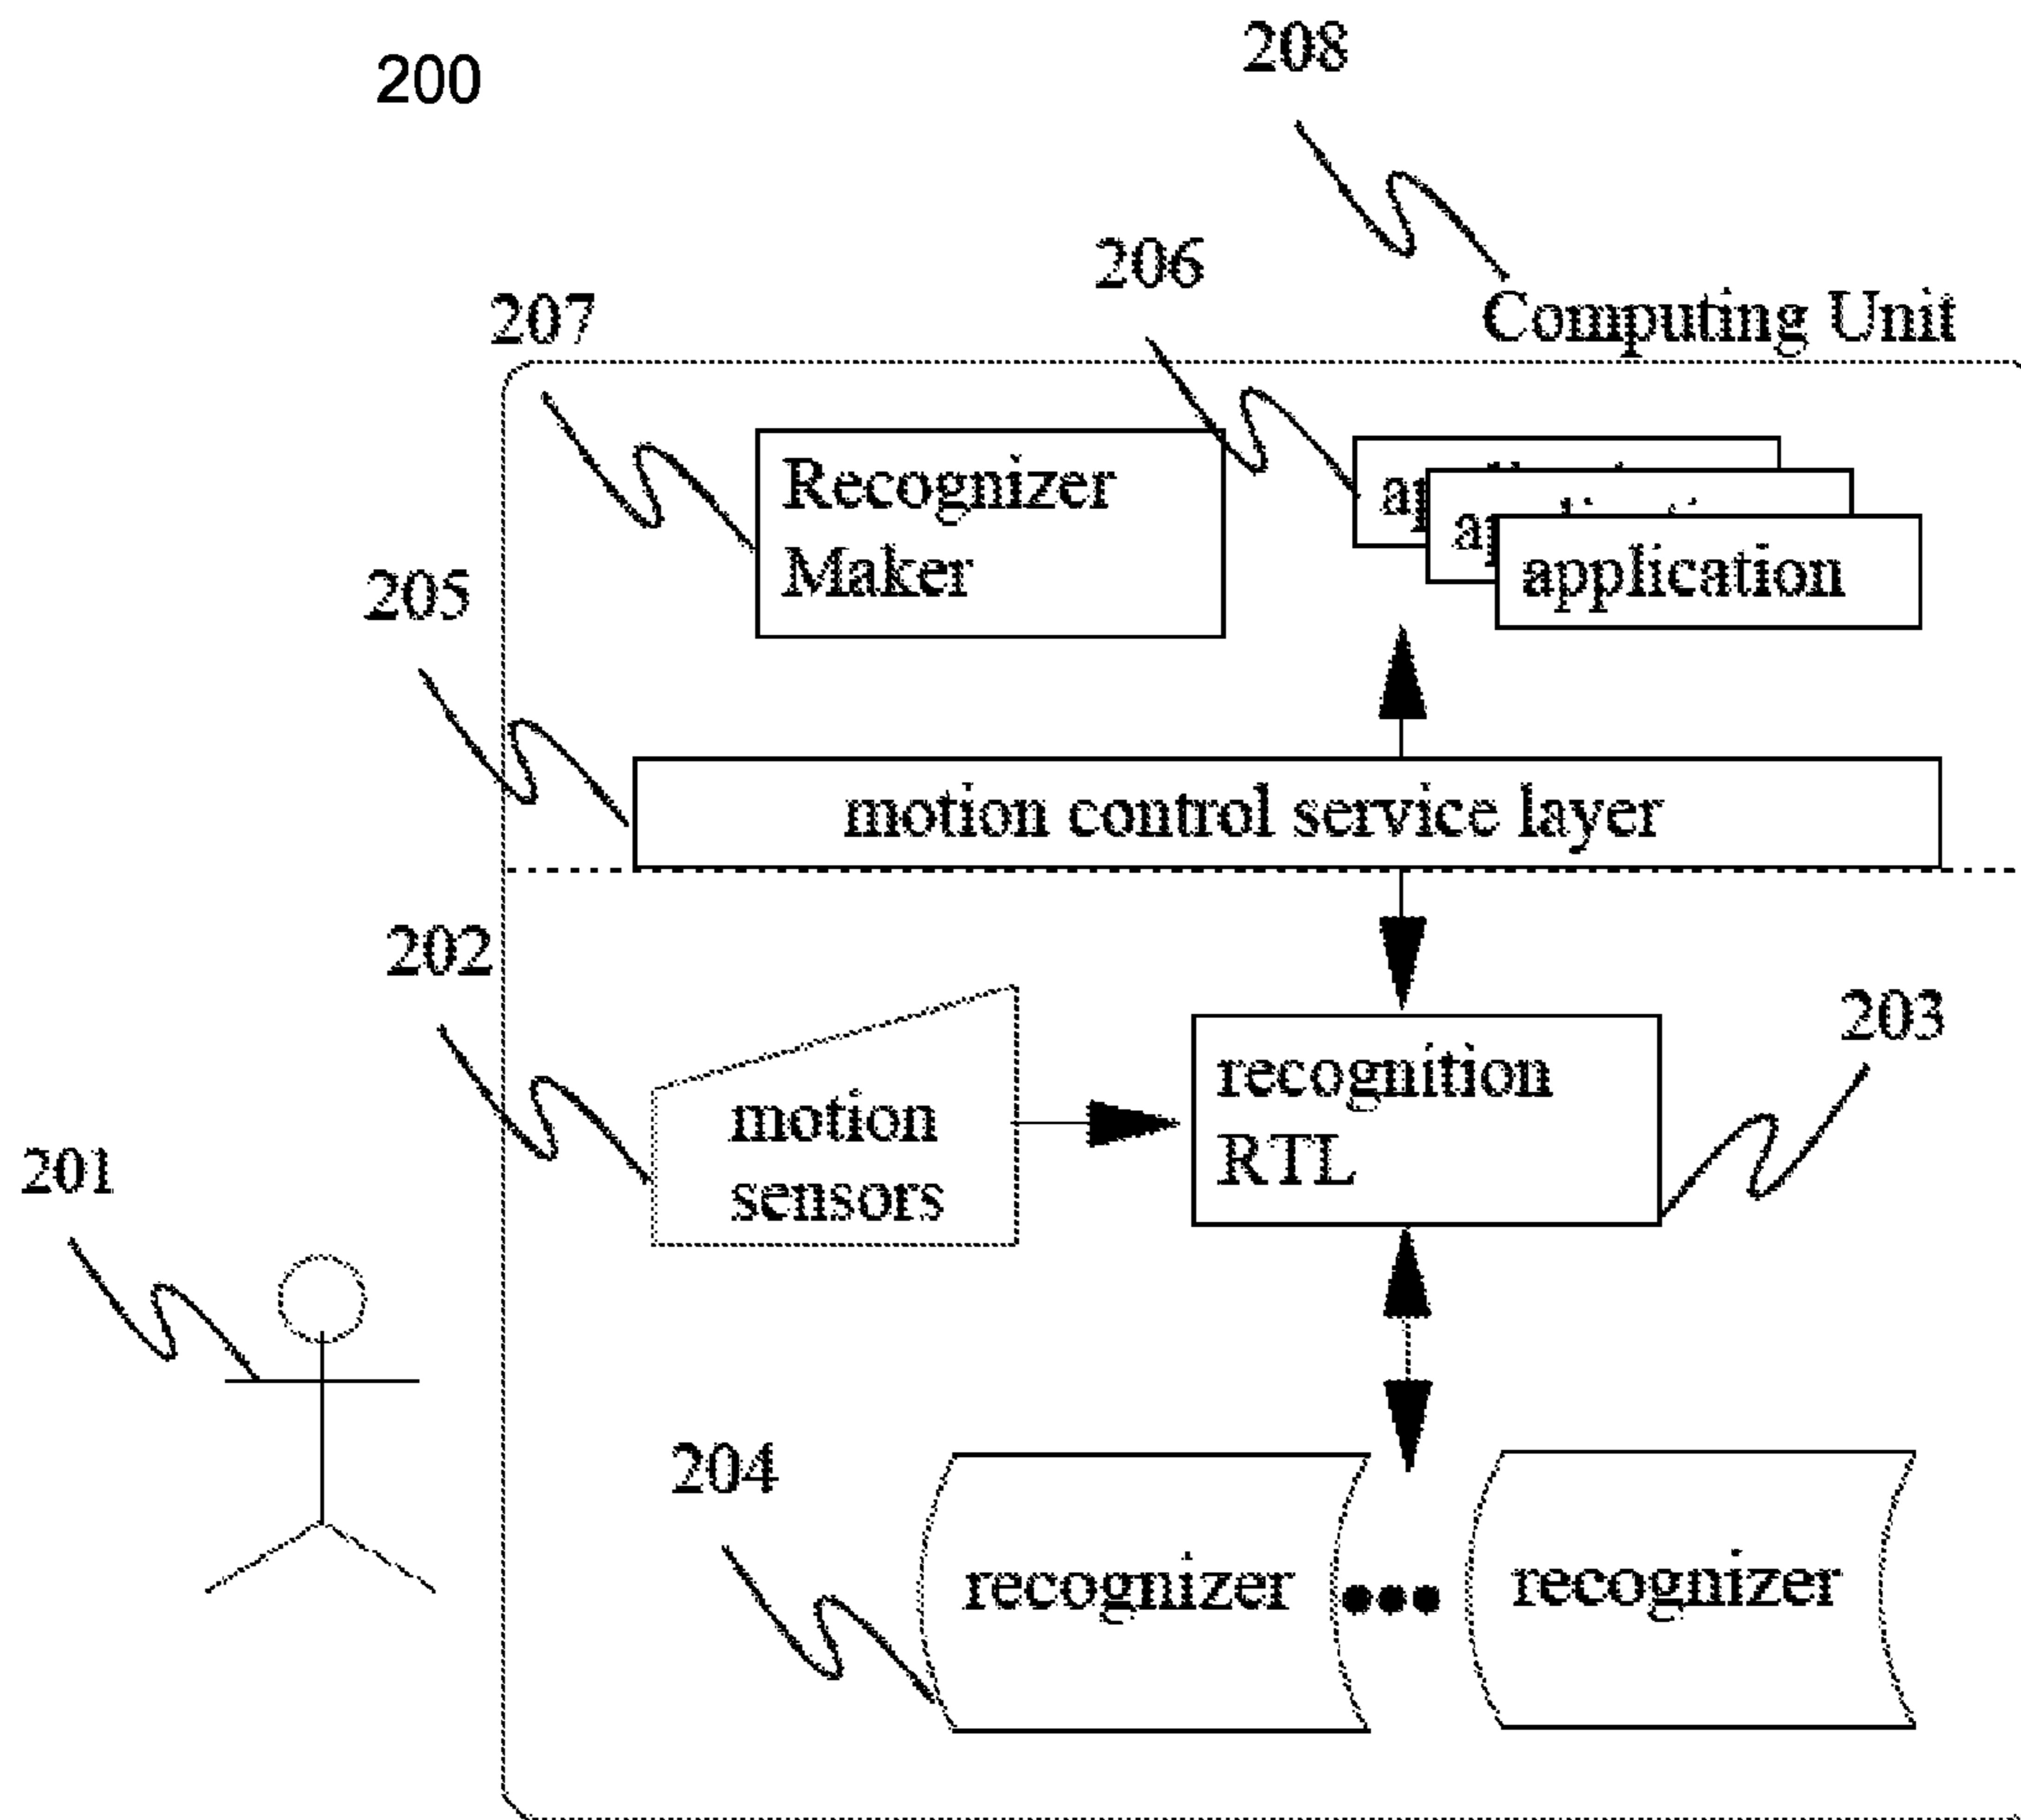 208
200
206
207
Computing Unit
Recognizer
Maker
application
205
motion control service layer
202
203
recognition
RTL
motion
sensors
201
204
recognizer
recognizer